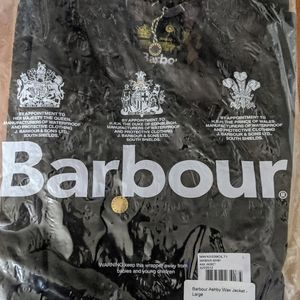 Barbour
BY APPOINTMENT TO
HER MAJESTY THE QUEEN
MANUFACTURERS OF WATERPROOF
AND PROTECTIVE CLOTHING
J. BARBOUR & SONS LTD.
SOUTH SHIELDS.
BY APPOINTMENT TO
H.R.H. THE DUKE OF EDINBURGH
MANUFACTURERS OF WATERPROOF
AND PROTECTIVE CLOTHING
J. BARBOUR & SONS LTD.
SOUTH SHIELDS.
BY APPOINTMENT TO
H.R.H. THE PRINCE OF WALES
MANUFACTURERS OF WATERPROOF
AND PROTECTIVE CLOTHING
J. BARBOUR & SONS LTD.
SOUTH SHIELDS.
Barbour
WARNING keep this wrapper away from
babies and young children
Barbour Ashby Wax Jacket -
Large